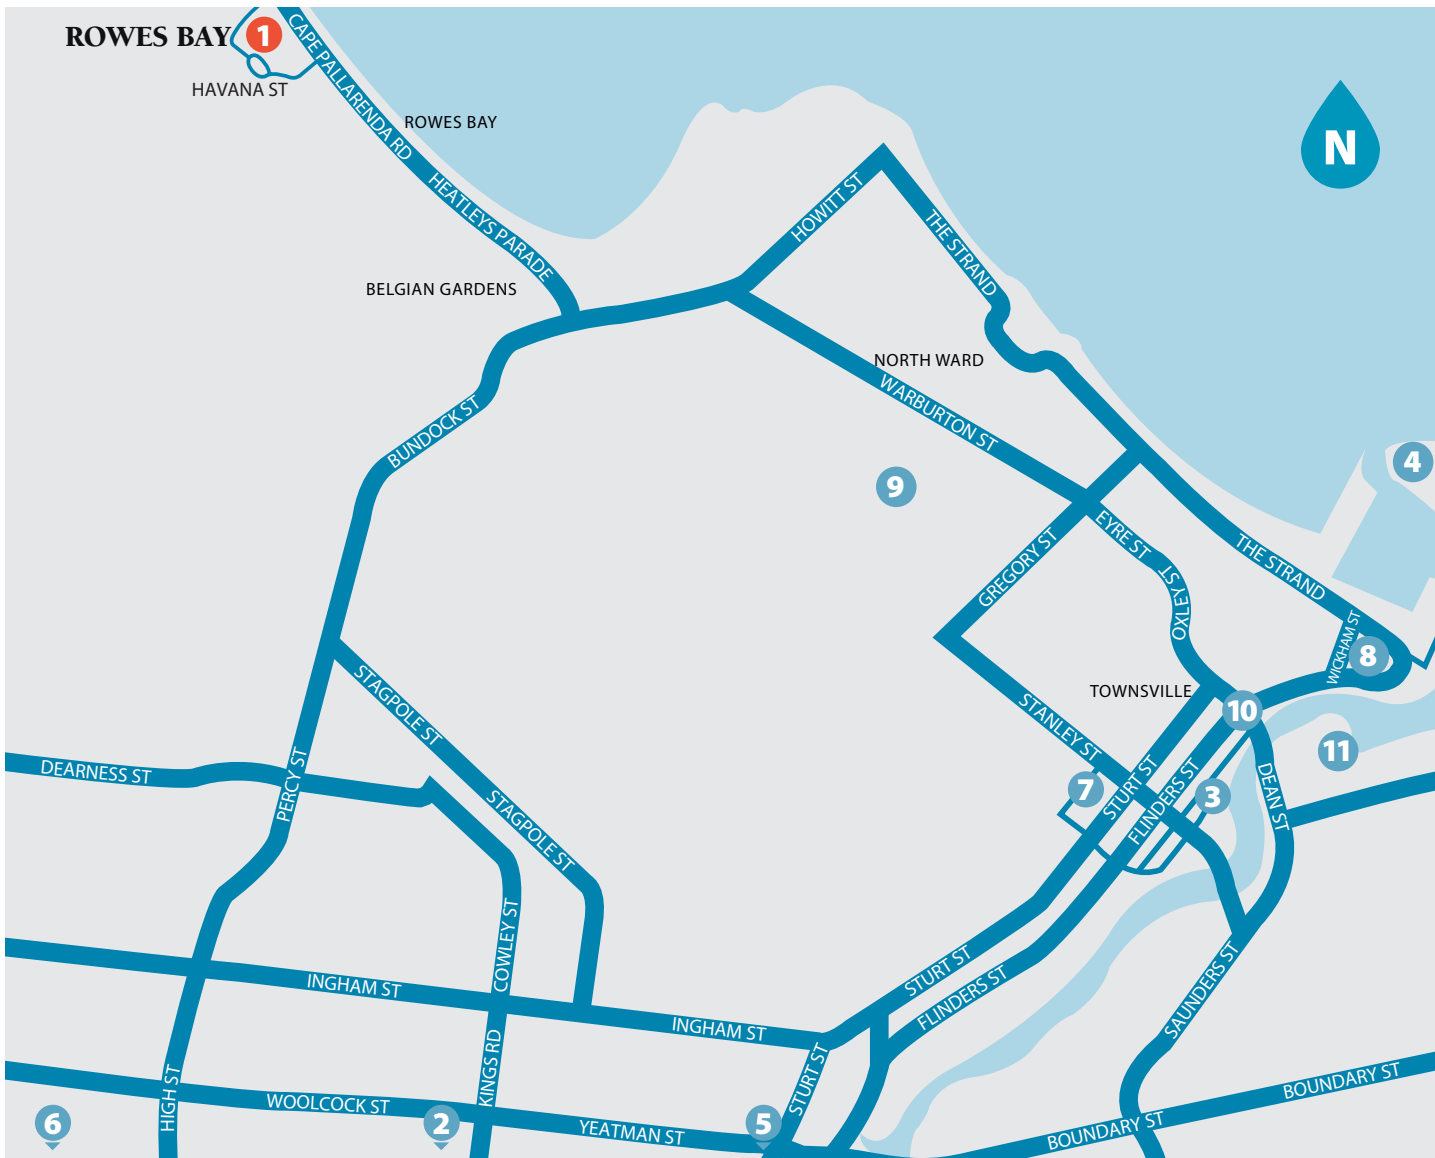 ROWES BAY
1
CAPE PALLARENDA RD
HAVANA ST
ROWES BAY
N
HEATLEYS PARADE
HOWITT ST
THE STRAND
BELGIAN GARDENS
NORTH WARD
WARBURTON ST
BUNDOCK ST
4
9
EYRE ST
GREGORY ST
THE STRAND
OXLEY ST
WICKHAM ST
8
STAGPOLE ST
TOWNSVILLE
STANLEY ST
10
11
DEARNESS ST
PERCY ST
STAGPOLE ST
7
STURT ST
FLINDERS ST
3
DEAN ST
COWLEY ST
INGHAM ST
INGHAM ST
STURT ST
FLINDERS ST
SAUNDERS ST
KINGS RD
STURT ST
HIGH ST
WOOLCOCK ST
YEATMAN ST
BOUNDARY ST
BOUNDARY ST
6
2
5